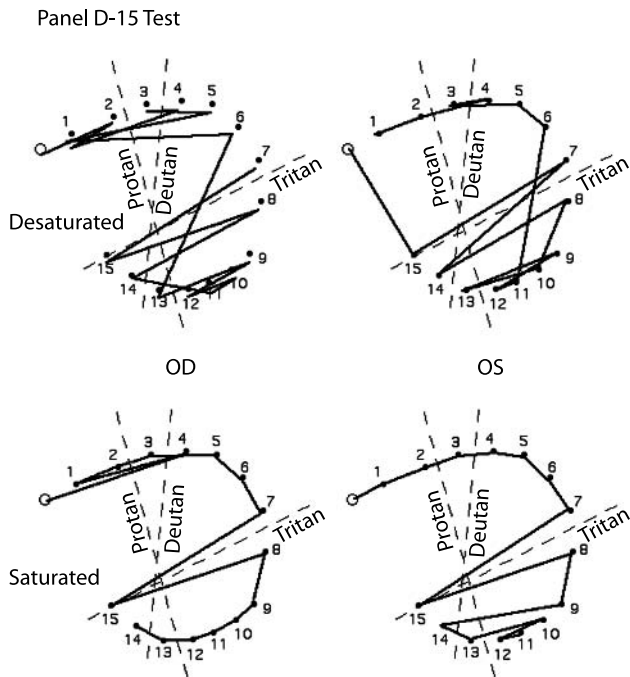 Panel D-15 Test
1 2 3 4 5 6 7 8 9 10 11 12 13 14 15
Protan
Deutan
Tritan
Desaturated
1 2 3 4 5 6 7 8 9 10 11 12 13 14 15
Protan
Deutan
Tritan
OD
OS
1 2 3 4 5 6 7 8 9 10 11 12 13 14 15
Protan
Deutan
Tritan
Saturated
1 2 3 4 5 6 7 8 9 10 11 12 13 14 15
Protan
Deutan
Tritan